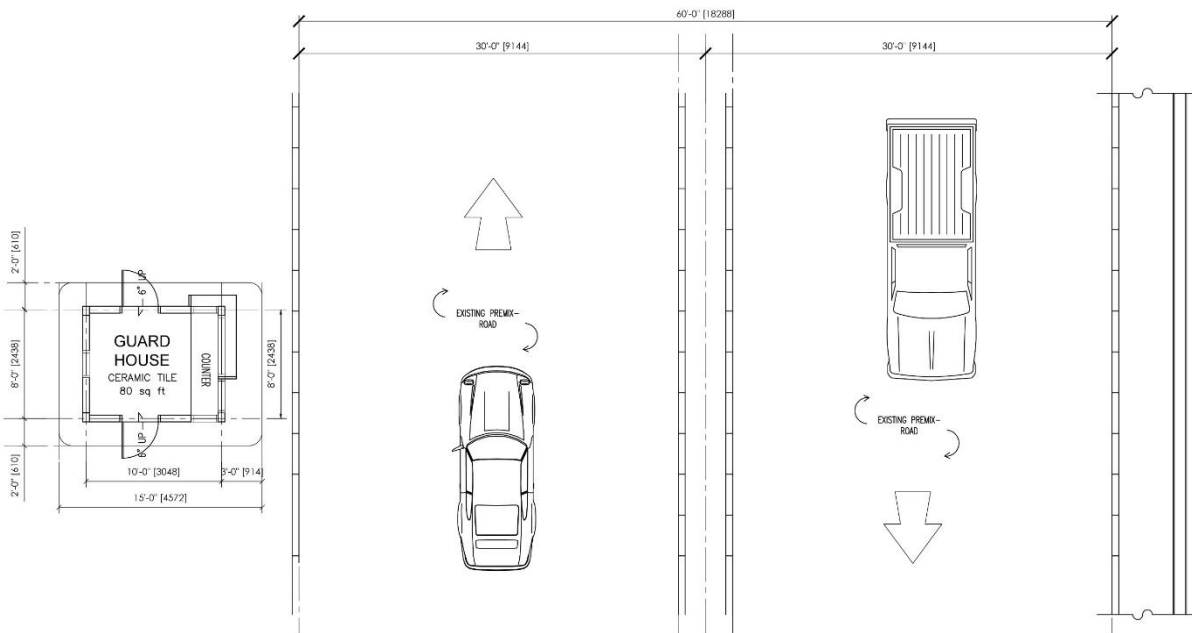 60'-0" [18288]
30'-0" [9144]
30'-0" [9144]
2'-0" [610]
8'-0" [2438]
2'-0" [610]
6" UP
GUARD
HOUSE
CERAMIC TILE
80 sq ft
COUNTER
6" UP
8'-0" [2438]
10'-0" [3048]
3'-0" [914]
15'-0" [4572]
EXISTING PREMIX-
ROAD
EXISTING PREMIX-
ROAD